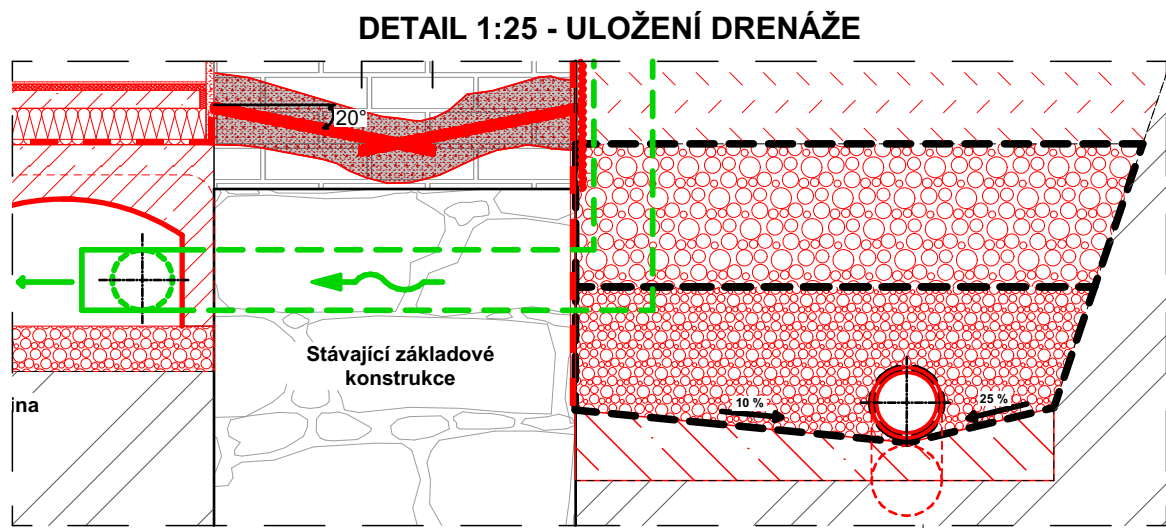 DETAIL 1:25 - ULOŽENÍ DRENÁŽE
20°
Stávající základové
konstrukce
ina
10 %
25 %